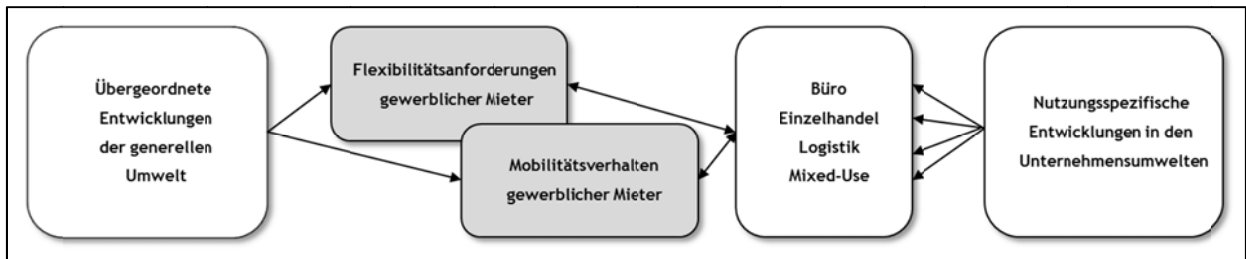 Übergeordnete
Entwicklungen
der generellen
Umwelt
Flexibilitätsanforderungen
gewerblicher Mieter
Mobilitätsverhalten
gewerblicher Mieter
Büro
Einzelhandel
Logistik
Mixed-Use
Nutzungsspezifische
Entwicklungen in den
Unternehmensumwelten